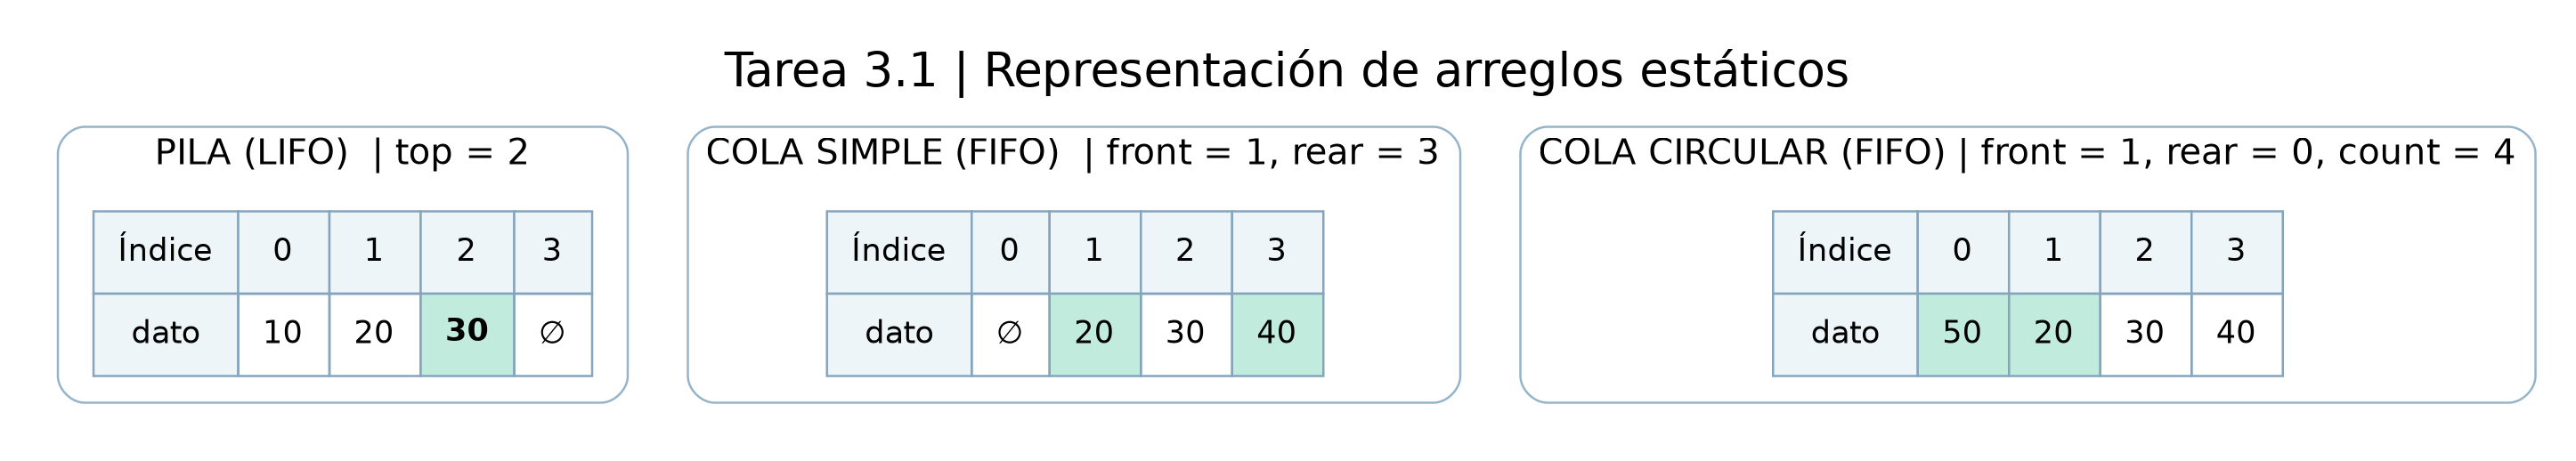 Tarea 3.1 | Representación de arreglos estáticos
PILA (LIFO) | top = 2
Índice 0 1 2 3
dato 10 20 30 ∅
COLA SIMPLE (FIFO) | front = 1, rear = 3
Índice 0 1 2 3
dato ∅ 20 30 40
COLA CIRCULAR (FIFO) | front = 1, rear = 0, count = 4
Índice 0 1 2 3
dato 50 20 30 40